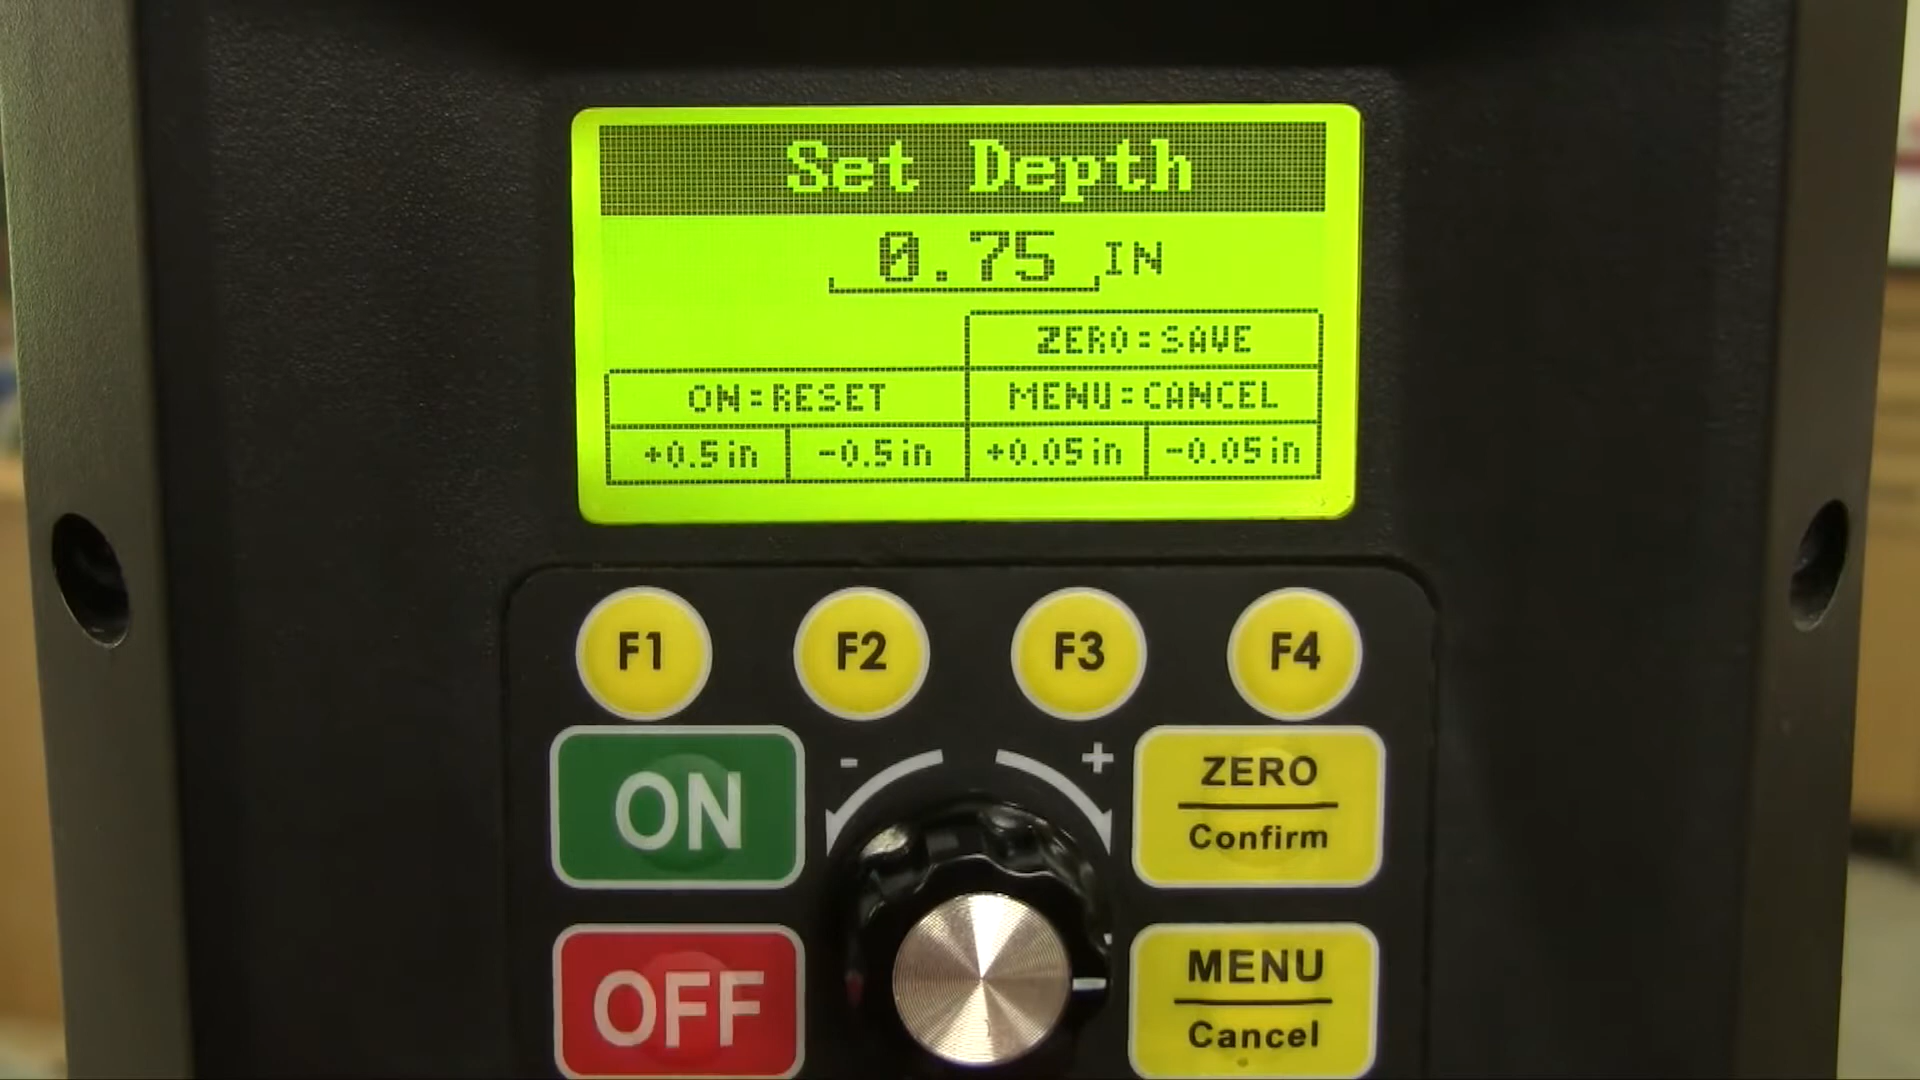 Set Depth
0.75 IN
ZERO:SAVE
ON:RESET MENU:CANCEL
+0.5in -0.5in +0.05in -0.05in
F1 F2 F3 F4
- +
ON
ZERO
Confirm
OFF
MENU
Cancel